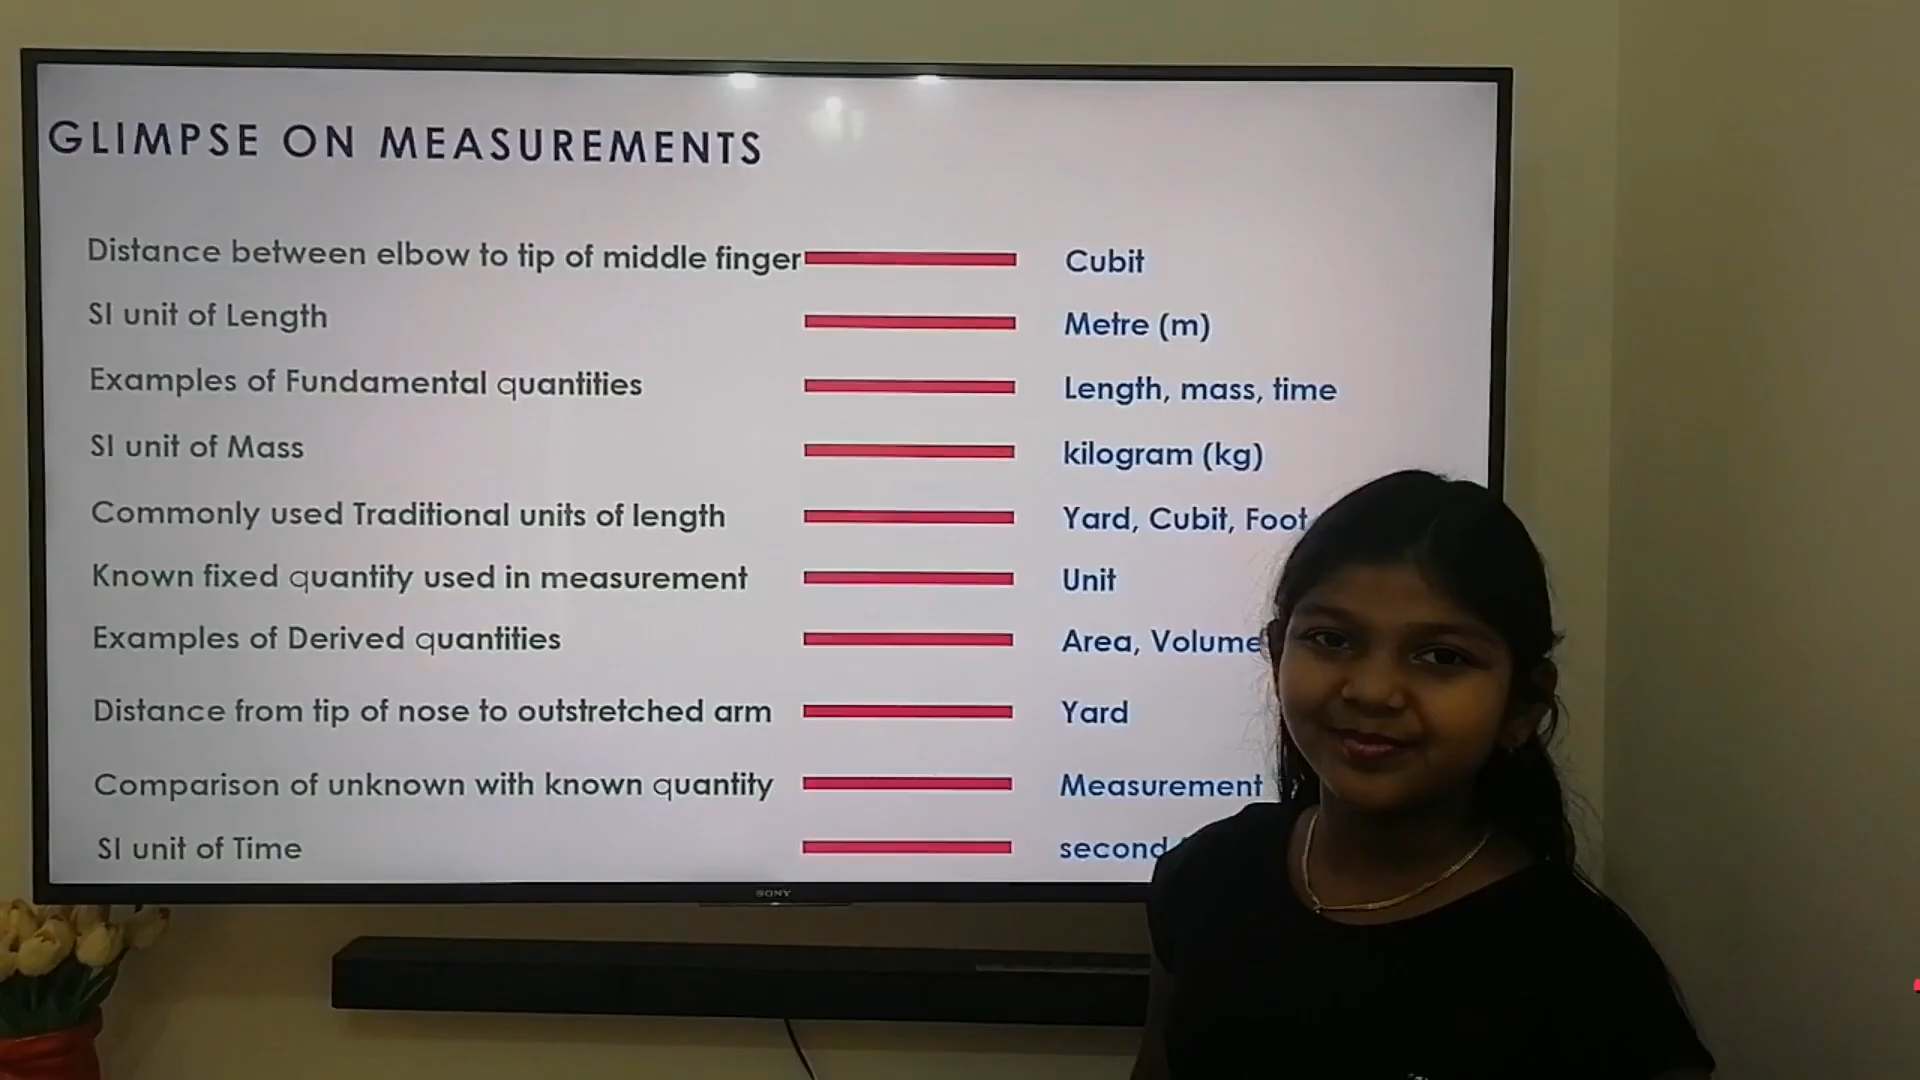 GLIMPSE ON MEASUREMENTS
Distance between elbow to tip of middle finger Cubit
SI unit of Length Metre (m)
Examples of Fundamental quantities Length, mass, time
SI unit of Mass kilogram (kg)
Commonly used Traditional units of length Yard, Cubit, Foot
Known fixed quantity used in measurement Unit
Examples of Derived quantities Area, Volume
Distance from tip of nose to outstretched arm Yard
Comparison of unknown with known quantity Measurement
SI unit of Time second
SONY